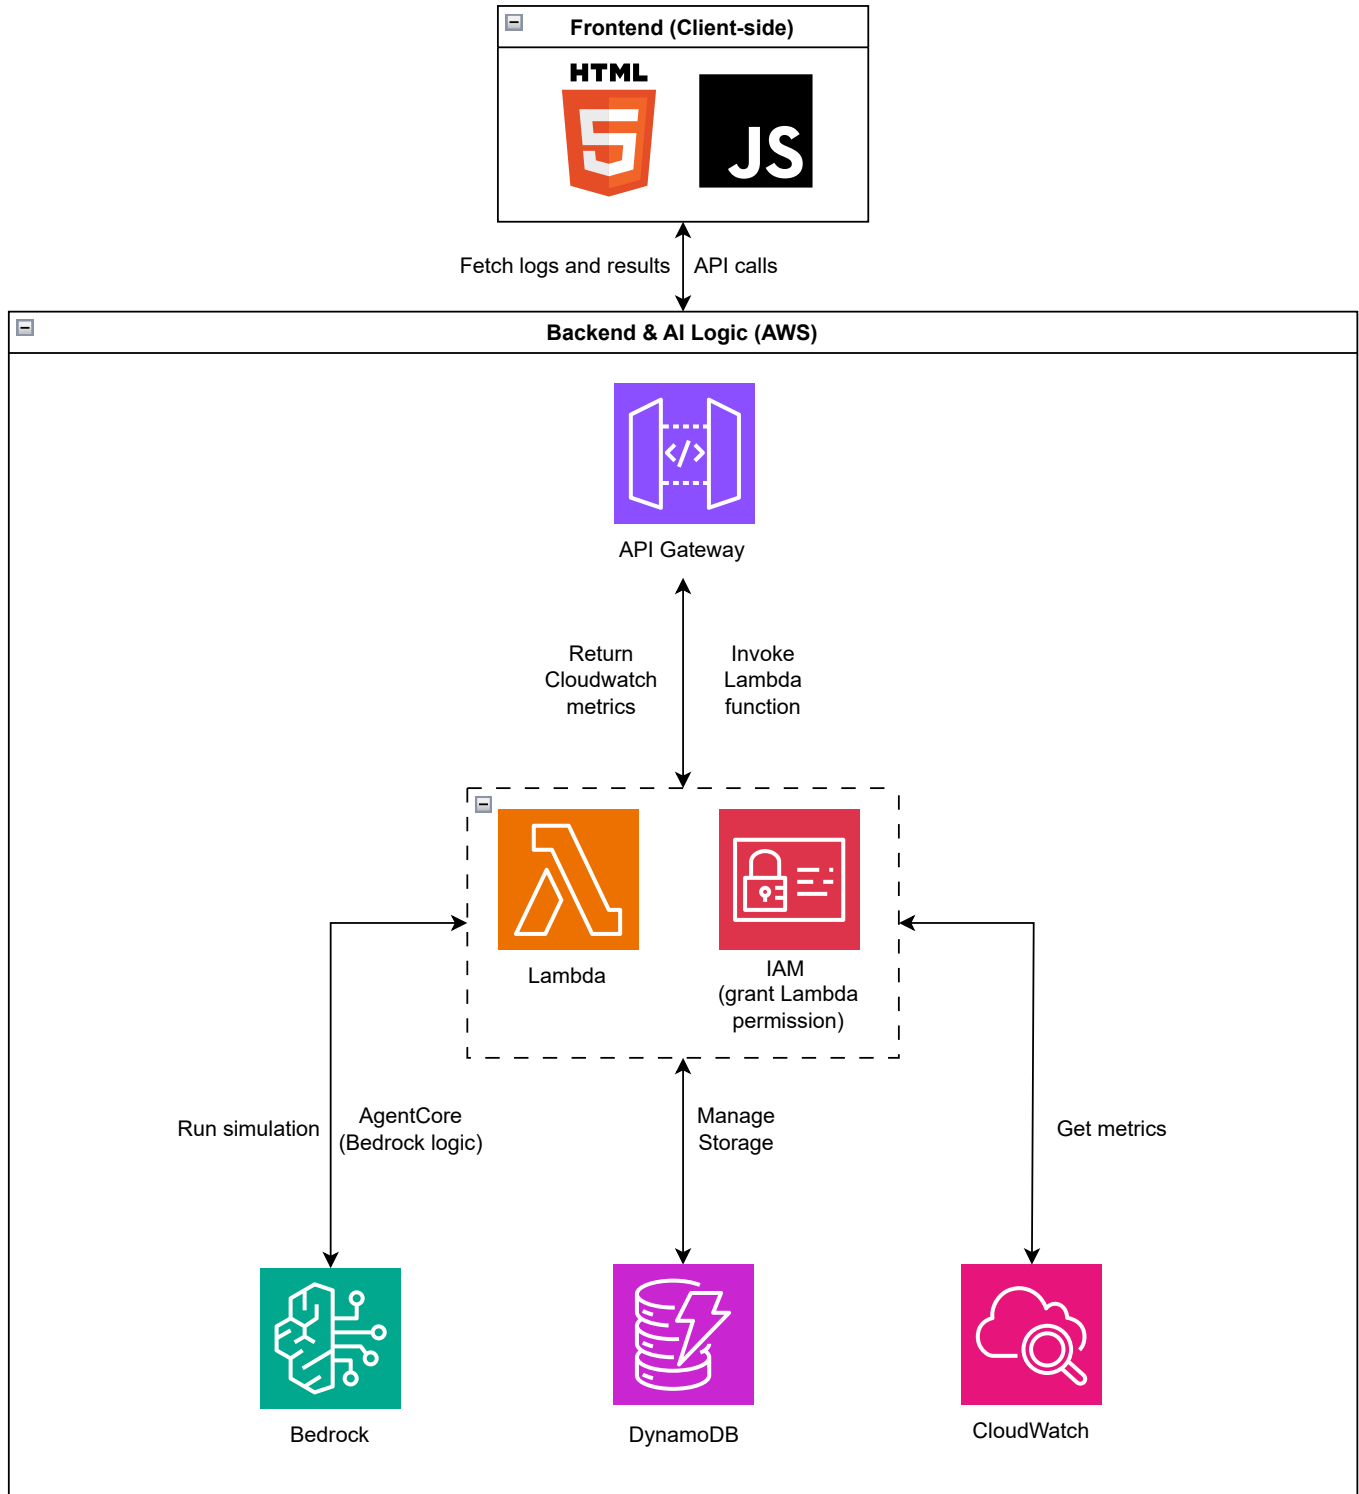 Frontend (Client-side)
HTML
5
JS
Fetch logs and results
API calls
Backend & AI Logic (AWS)
</>
API Gateway
Return
Cloudwatch
metrics
Invoke
Lambda
function
Lambda
IAM
(grant Lambda
permission)
Run simulation
AgentCore
(Bedrock logic)
Manage
Storage
Get metrics
Bedrock
DynamoDB
CloudWatch